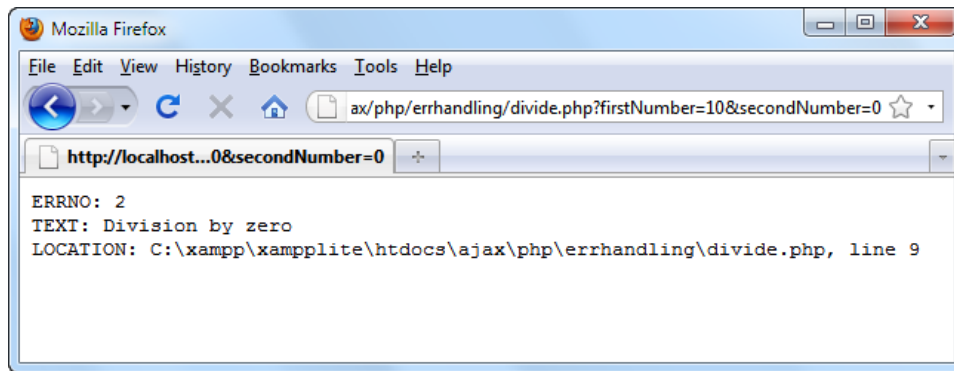 Mozilla Firefox
File Edit View History Bookmarks Tools Help
ax/php/errhandling/divide.php?firstNumber=10&secondNumber=0
http://localhost...0&secondNumber=0
ERRNO: 2
TEXT: Division by zero
LOCATION: C:\xampp\xampplite\htdocs\ajax\php\errhandling\divide.php, line 9